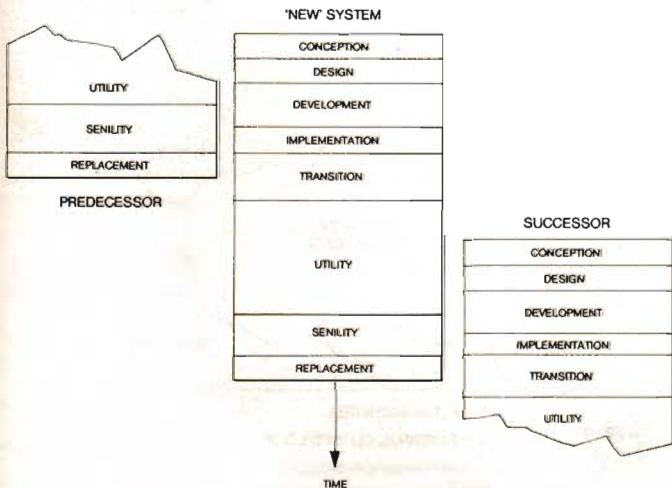 'NEW' SYSTEM
UTILITY
SENILITY
REPLACEMENT
PREDECESSOR
CONCEPTION
DESIGN
DEVELOPMENT
IMPLEMENTATION
TRANSITION
UTILITY
SENILITY
REPLACEMENT
TIME
SUCCESSOR
CONCEPTION
DESIGN
DEVELOPMENT
IMPLEMENTATION
TRANSITION
UTILITY